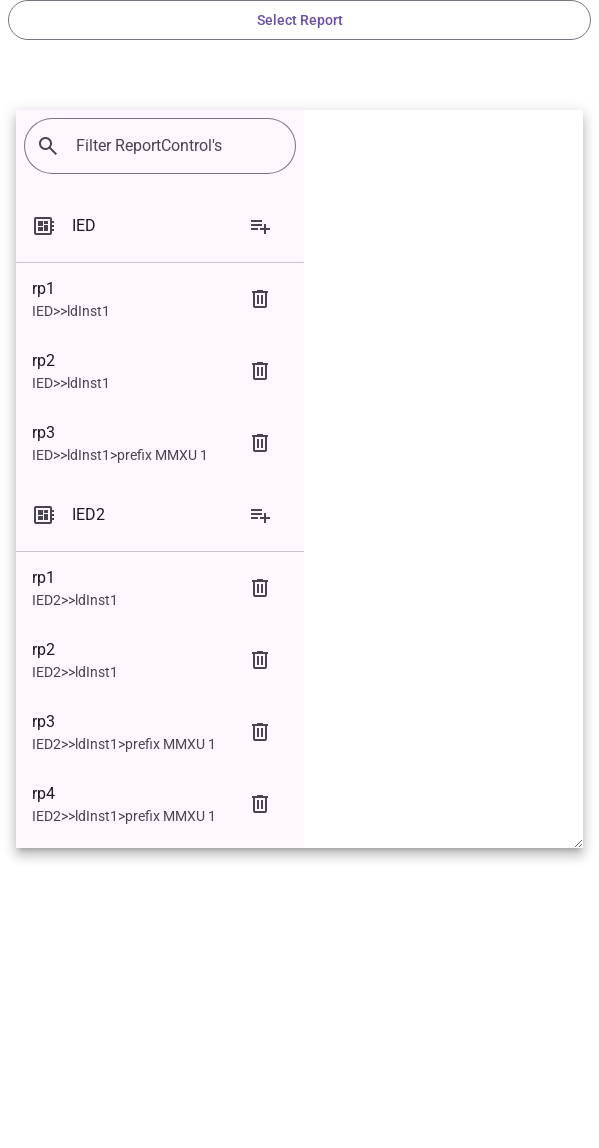 Select Report
Filter ReportControl's
IED
rp1
IED>>ldInst1
rp2
IED>>ldInst1
rp3
IED>>ldInst1>prefix MMXU 1
IED2
rp1
IED2>>ldInst1
rp2
IED2>>ldInst1
rp3
IED2>>ldInst1>prefix MMXU 1
rp4
IED2>>ldInst1>prefix MMXU 1